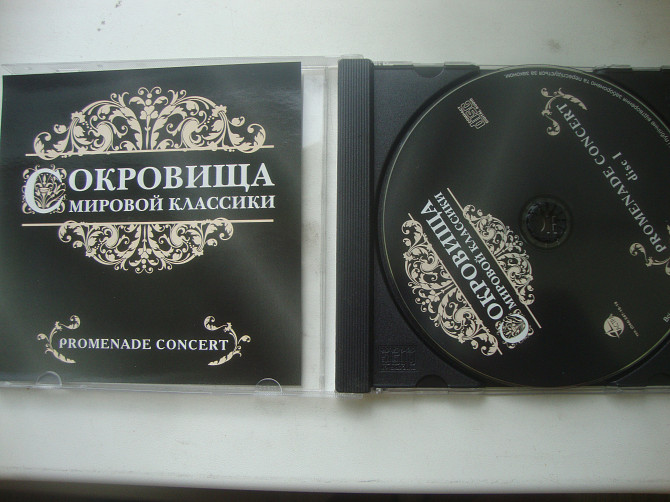 СОКРОВИЩА
МИРОВОЙ КЛАССИКИ
PROMENADE CONCERT
СОКРОВИЩА
МИРОВОЙ КЛАССИКИ
PROMENADE CONCERT
disc 1